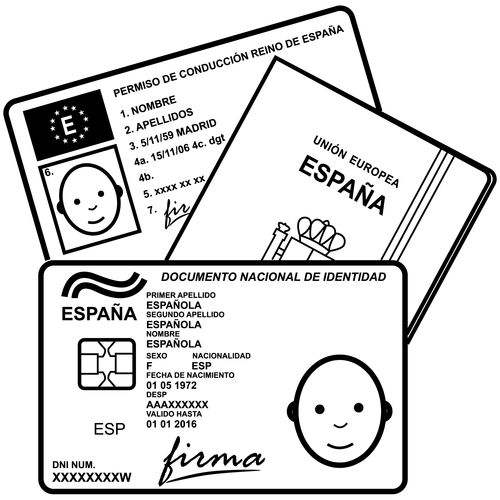 PERMISO DE CONDUCCIÓN REINO DE ESPAÑA
E
1. NOMBRE
2. APELLIDOS
3. 5/11/59 MADRID
4a. 15/11/06 4c. dgt
4b.
5. xxxx xx xx
6.
7. firma
UNIÓN EUROPEA
ESPAÑA
DOCUMENTO NACIONAL DE IDENTIDAD
ESPAÑA
PRIMER APELLIDO
ESPAÑOLA
SEGUNDO APELLIDO
ESPAÑOLA
NOMBRE
ESPAÑOLA
SEXO NACIONALIDAD
F ESP
FECHA DE NACIMIENTO
01 05 1972
DESP
AAAXXXXXX
VALIDO HASTA
01 01 2016
ESP
firma
DNI NUM.
XXXXXXXXW